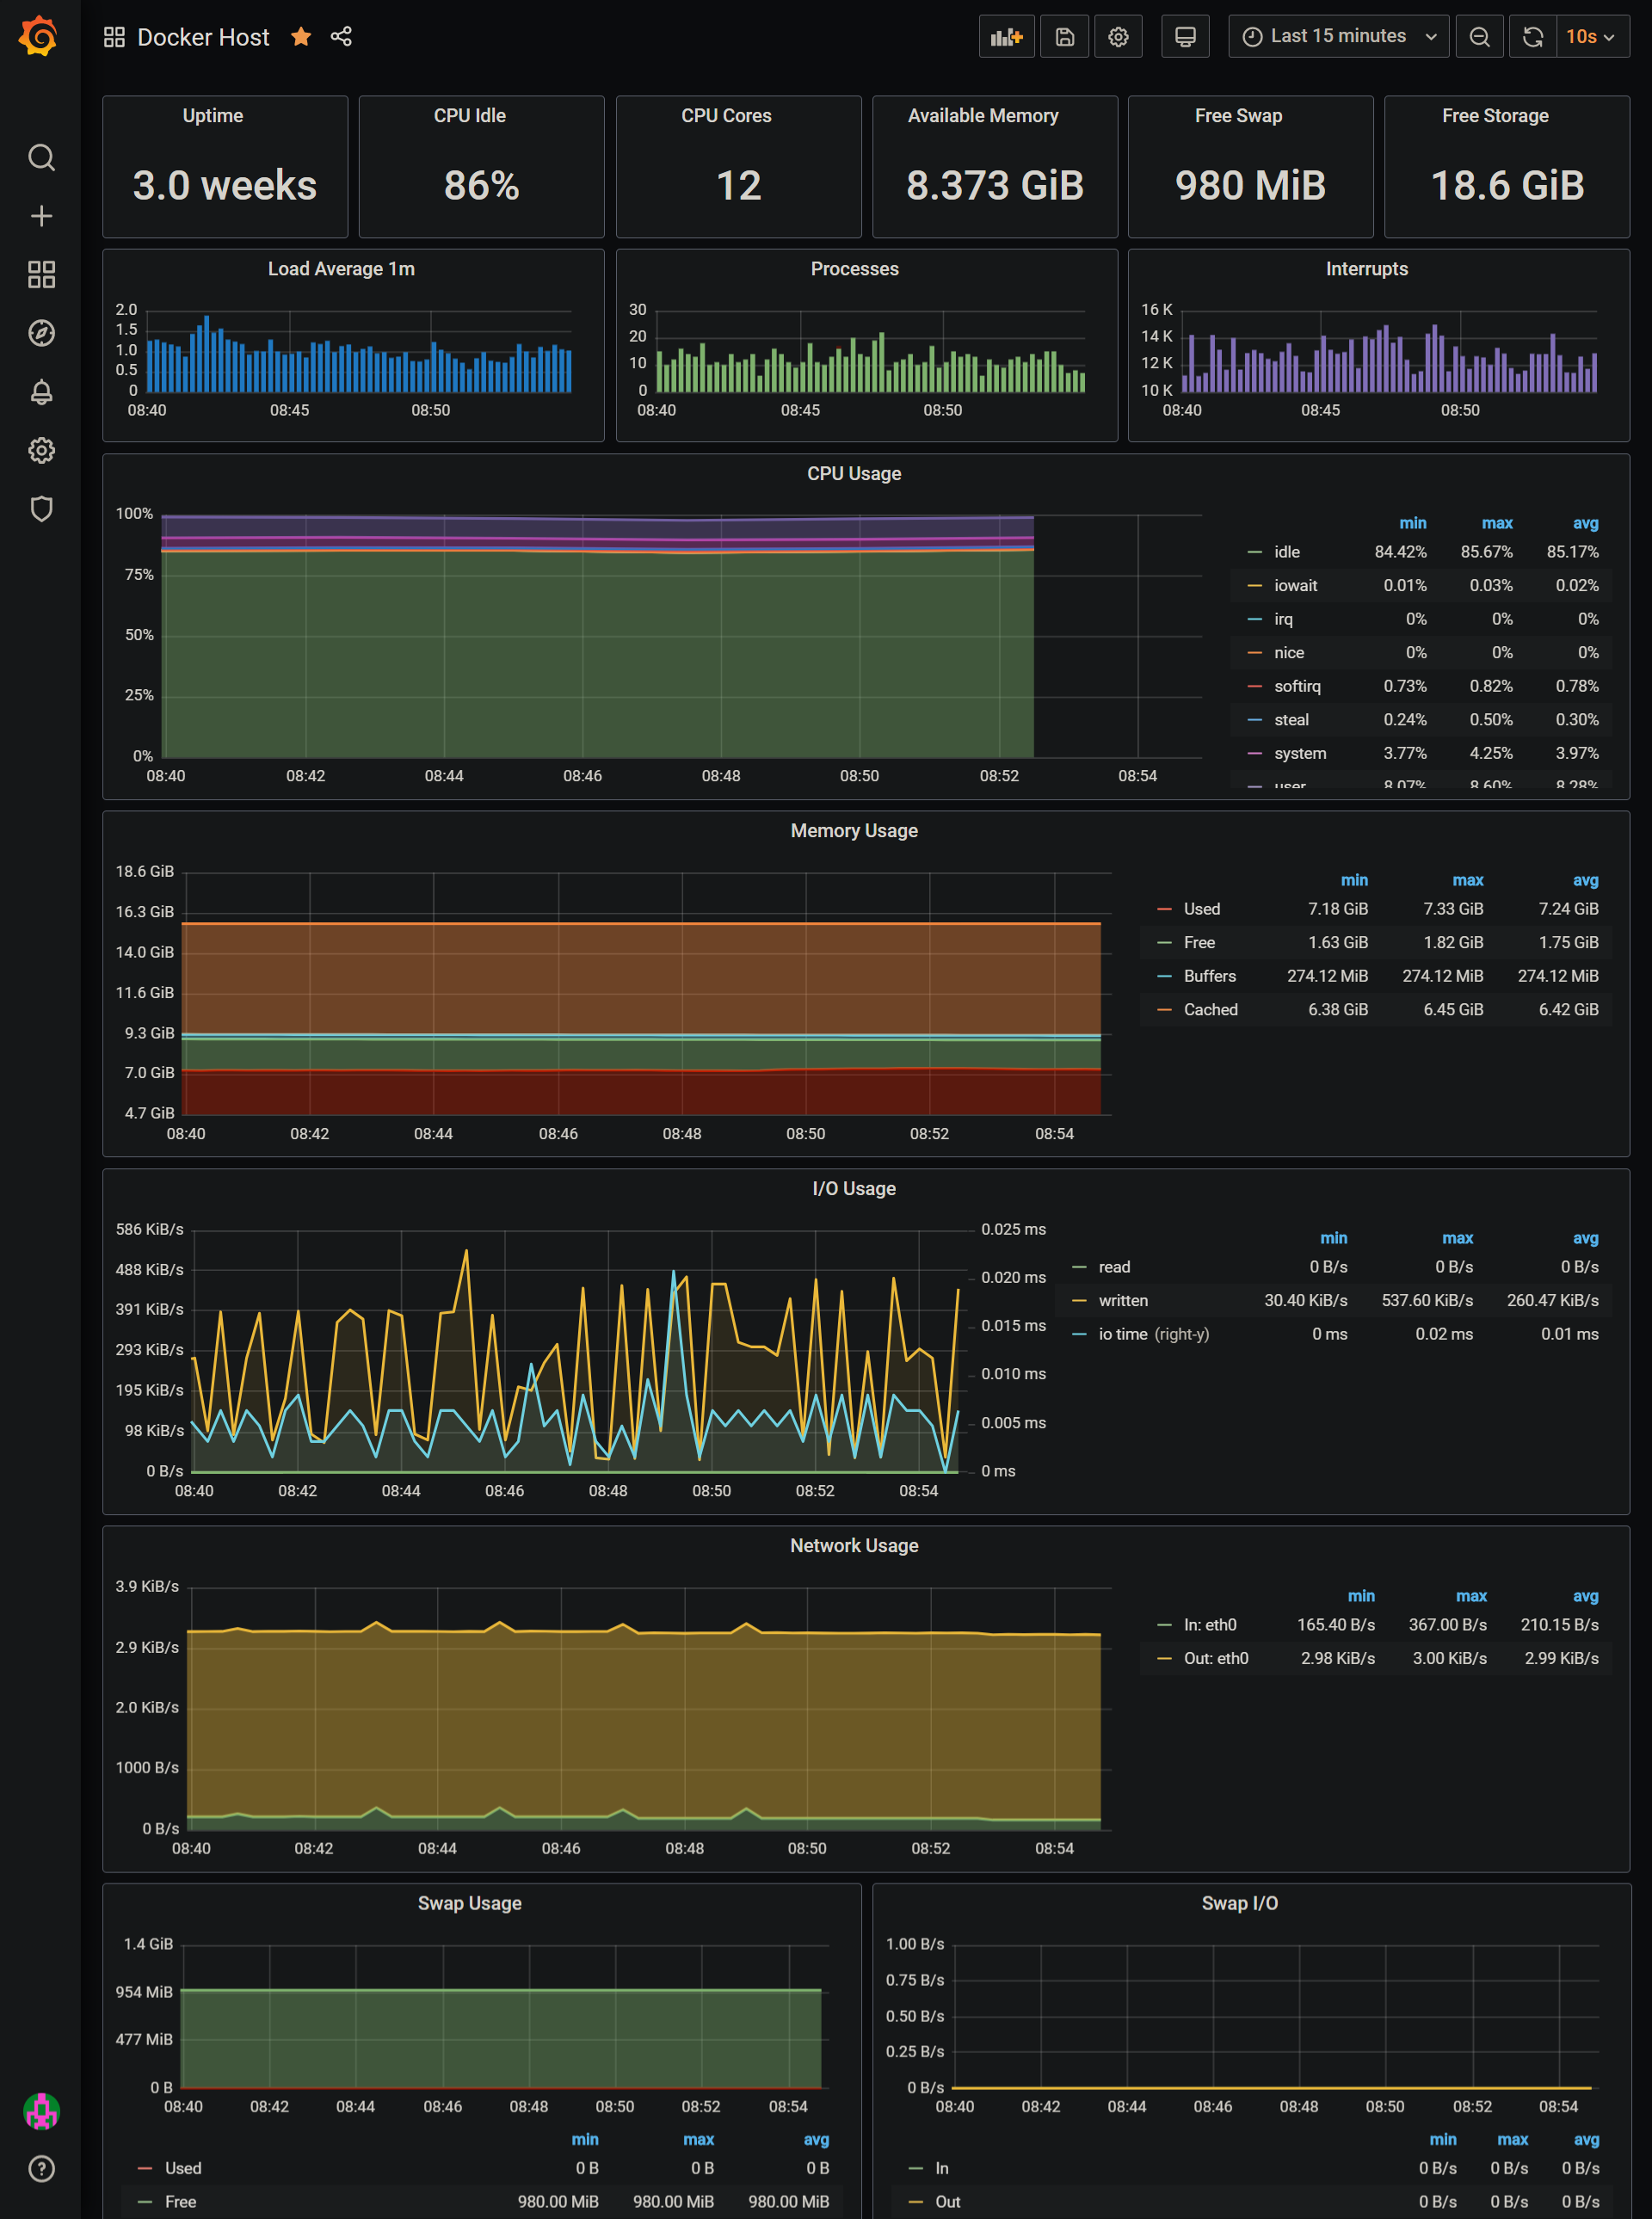 Docker Host
Last 15 minutes
10s
Uptime
3.0 weeks
CPU Idle
86%
CPU Cores
12
Available Memory
8.373 GiB
Free Swap
980 MiB
Free Storage
18.6 GiB
Load Average 1m
2.0
1.5
1.0
0.5
0
08:40 08:45 08:50
Processes
30
20
10
0
08:40 08:45 08:50
Interrupts
16 K
14 K
12 K
10 K
08:40 08:45 08:50
CPU Usage
100%
75%
50%
25%
0%
08:40 08:42 08:44 08:46 08:48 08:50 08:52 08:54
min max avg
idle 84.42% 85.67% 85.17%
iowait 0.01% 0.03% 0.02%
irq 0% 0% 0%
nice 0% 0% 0%
softirq 0.73% 0.82% 0.78%
steal 0.24% 0.50% 0.30%
system 3.77% 4.25% 3.97%
user 8.07% 8.60% 8.28%
Memory Usage
18.6 GiB
16.3 GiB
14.0 GiB
11.6 GiB
9.3 GiB
7.0 GiB
4.7 GiB
08:40 08:42 08:44 08:46 08:48 08:50 08:52 08:54
min max avg
Used 7.18 GiB 7.33 GiB 7.24 GiB
Free 1.63 GiB 1.82 GiB 1.75 GiB
Buffers 274.12 MiB 274.12 MiB 274.12 MiB
Cached 6.38 GiB 6.45 GiB 6.42 GiB
I/O Usage
586 KiB/s
488 KiB/s
391 KiB/s
293 KiB/s
195 KiB/s
98 KiB/s
0 B/s
0.025 ms
0.020 ms
0.015 ms
0.010 ms
0.005 ms
0 ms
08:40 08:42 08:44 08:46 08:48 08:50 08:52 08:54
min max avg
read 0 B/s 0 B/s 0 B/s
written 30.40 KiB/s 537.60 KiB/s 260.47 KiB/s
io time (right-y) 0 ms 0.02 ms 0.01 ms
Network Usage
3.9 KiB/s
2.9 KiB/s
2.0 KiB/s
1000 B/s
0 B/s
08:40 08:42 08:44 08:46 08:48 08:50 08:52 08:54
min max avg
In: eth0 165.40 B/s 367.00 B/s 210.15 B/s
Out: eth0 2.98 KiB/s 3.00 KiB/s 2.99 KiB/s
Swap Usage
1.4 GiB
954 MiB
477 MiB
0 B
08:40 08:42 08:44 08:46 08:48 08:50 08:52 08:54
min max avg
Used 0 B 0 B 0 B
Free 980.00 MiB 980.00 MiB 980.00 MiB
Swap I/O
1.00 B/s
0.75 B/s
0.50 B/s
0.25 B/s
0 B/s
08:40 08:42 08:44 08:46 08:48 08:50 08:52 08:54
min max avg
In 0 B/s 0 B/s 0 B/s
Out 0 B/s 0 B/s 0 B/s